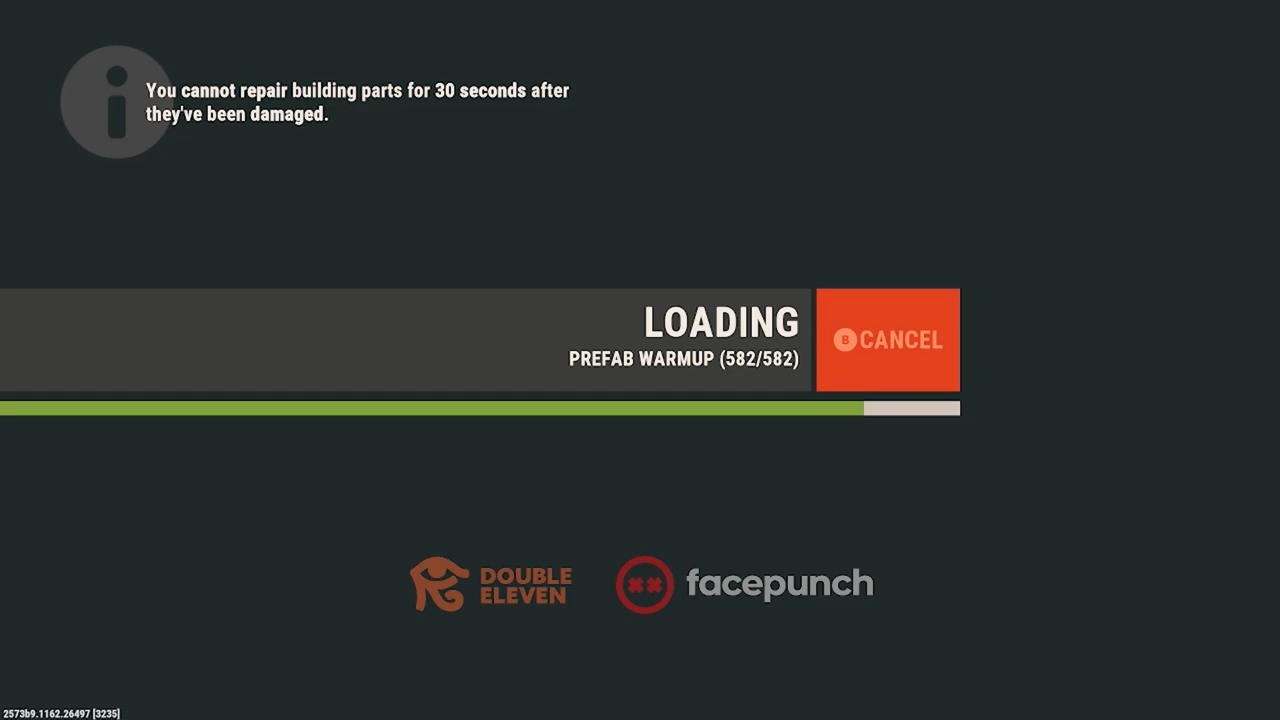 You cannot repair building parts for 30 seconds after
they've been damaged.
LOADING
PREFAB WARMUP (582/582)
B CANCEL
DOUBLE
ELEVEN
facepunch
2573b9.1162.26497 [3235]